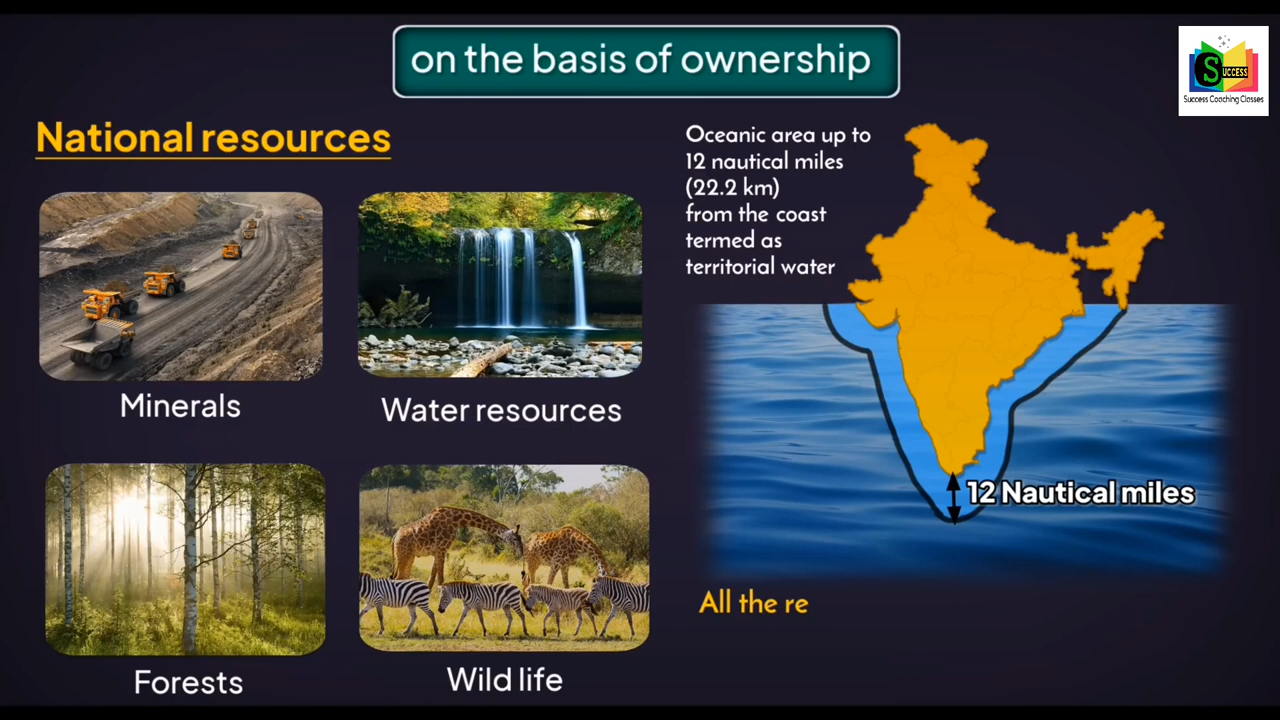 on the basis of ownership
SUCCESS
Success Coaching Classes
National resources
Minerals
Water resources
Forests
Wild life
Oceanic area up to
12 nautical miles
(22.2 km)
from the coast
termed as
territorial water
12 Nautical miles
All the re